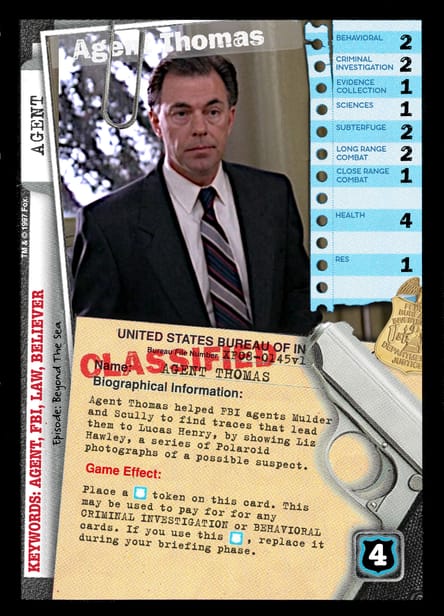 Agent Thomas
BEHAVIORAL 2
CRIMINAL
INVESTIGATION 2
EVIDENCE
COLLECTION 1
SCIENCES 1
SUBTERFUGE 2
LONG RANGE
COMBAT 2
CLOSE RANGE
COMBAT 1
HEALTH 4
RES 1
AGENT
TM & © 1997 Fox.
KEYWORDS: AGENT, FBI, LAW, BELIEVER
Episode: Beyond The Sea
UNITED STATES BUREAU OF IN
Bureau File Number XP98-0145v1
CLASSIFIED
Name: AGENT THOMAS
Biographical Information:
Agent Thomas helped FBI agents Mulder
and Scully to find traces that lead
them to Lucas Henry, by showing Liz
Hawley, a series of Polaroid
photographs of a possible suspect.
Game Effect:
Place a token on this card. This
may be used to pay for for any
CRIMINAL INVESTIGATION or BEHAVIORAL
cards. If you use this , replace it
during your briefing phase.
4